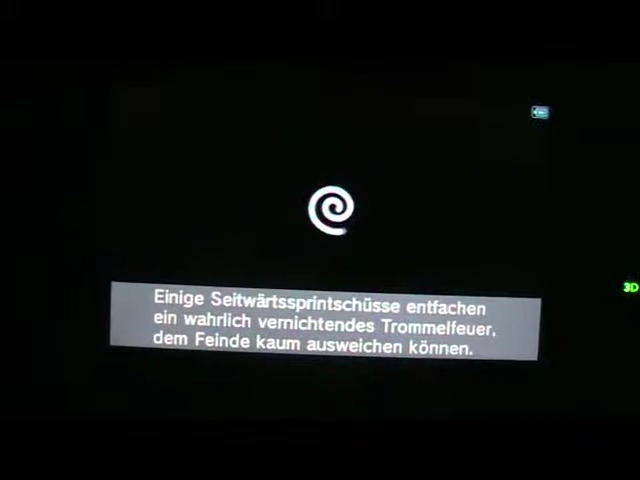 3D
Einige Seitwärtssprintschüsse entfachen
ein wahrlich vernichtendes Trommelfeuer,
dem Feinde kaum ausweichen können.